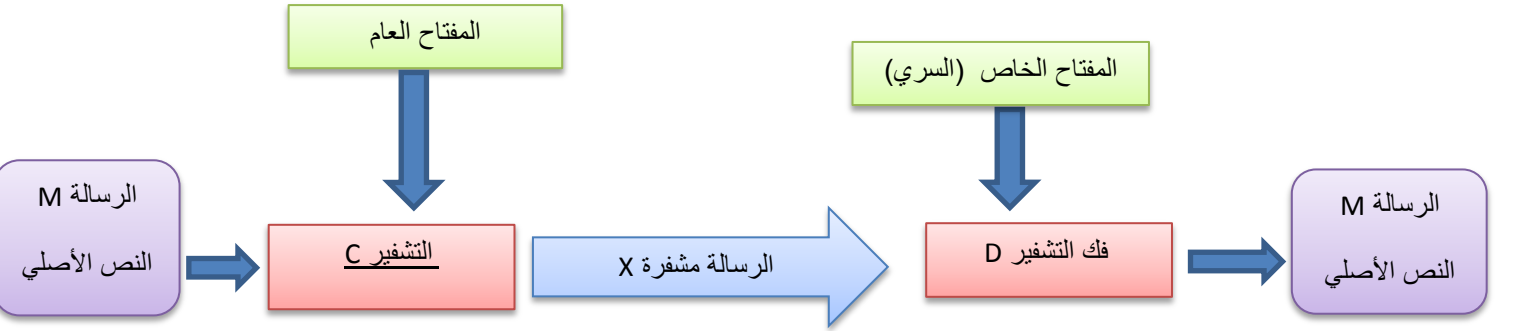 المفتاح العام
المفتاح الخاص (السري)
الرسالة M
النص الأصلي
التشفير C
الرسالة مشفرة X
فك التشفير D
الرسالة M
النص الأصلي